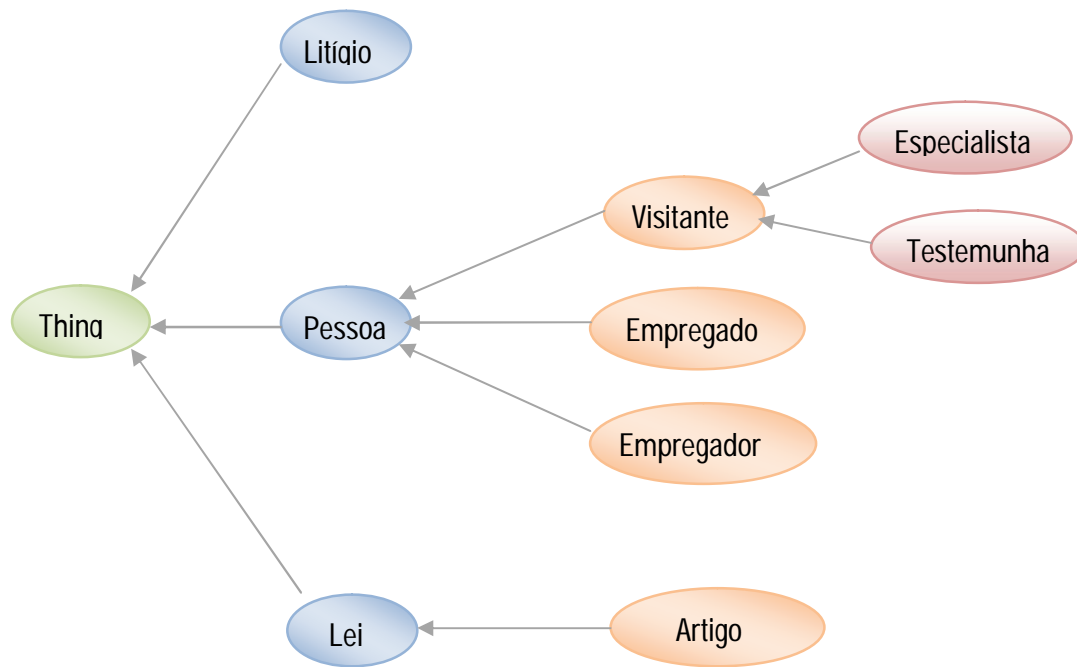 Litígio
Especialista
Visitante
Testemunha
Thing
Pessoa
Empregado
Empregador
Lei
Artigo